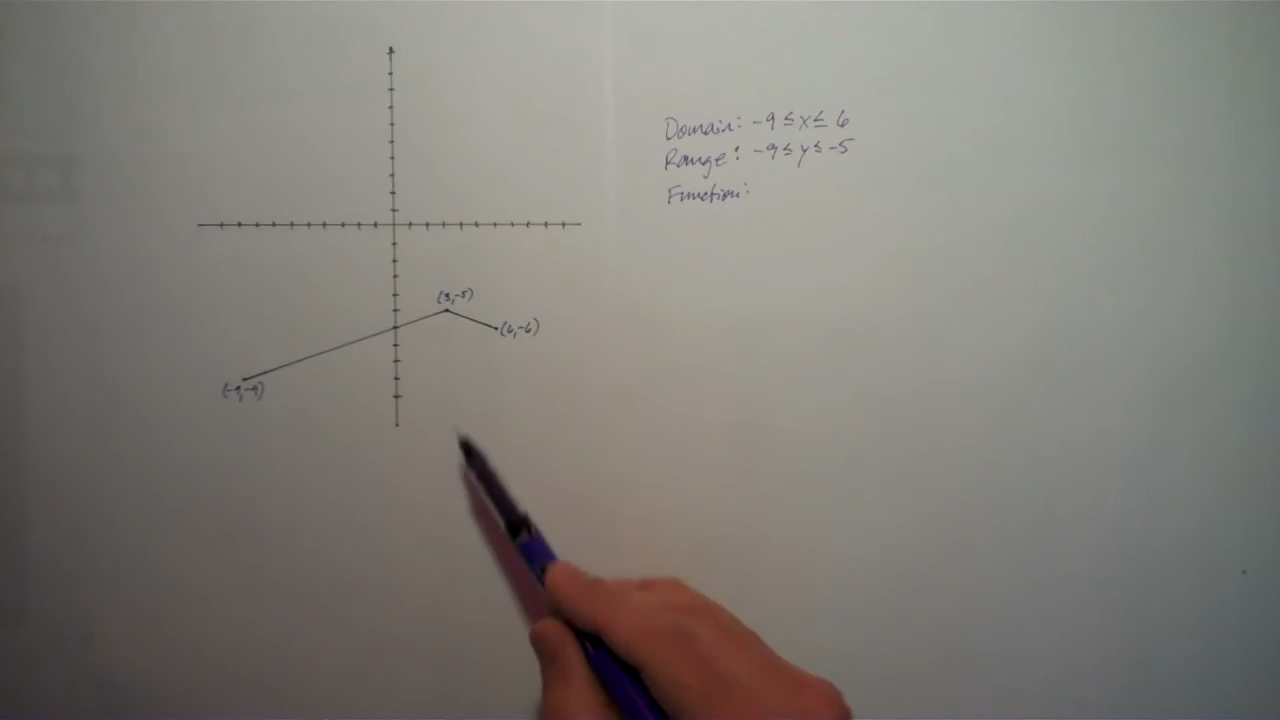 Domain: -9 ≤ x ≤ 6
Range: -9 ≤ y ≤ -5
Function:
(3,-5)
(6,-6)
(-9,-9)